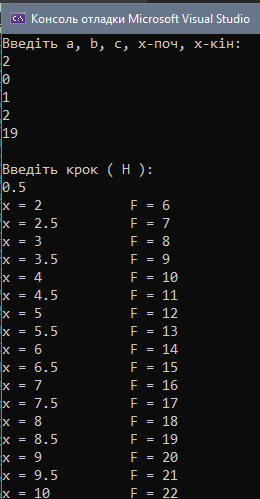 Консоль отладки Microsoft Visual Studio
Введіть a, b, c, x-поч, x-кін:
2
0
1
2
19

Введіть крок ( H ):
0.5
x = 2 F = 6
x = 2.5 F = 7
x = 3 F = 8
x = 3.5 F = 9
x = 4 F = 10
x = 4.5 F = 11
x = 5 F = 12
x = 5.5 F = 13
x = 6 F = 14
x = 6.5 F = 15
x = 7 F = 16
x = 7.5 F = 17
x = 8 F = 18
x = 8.5 F = 19
x = 9 F = 20
x = 9.5 F = 21
x = 10 F = 22